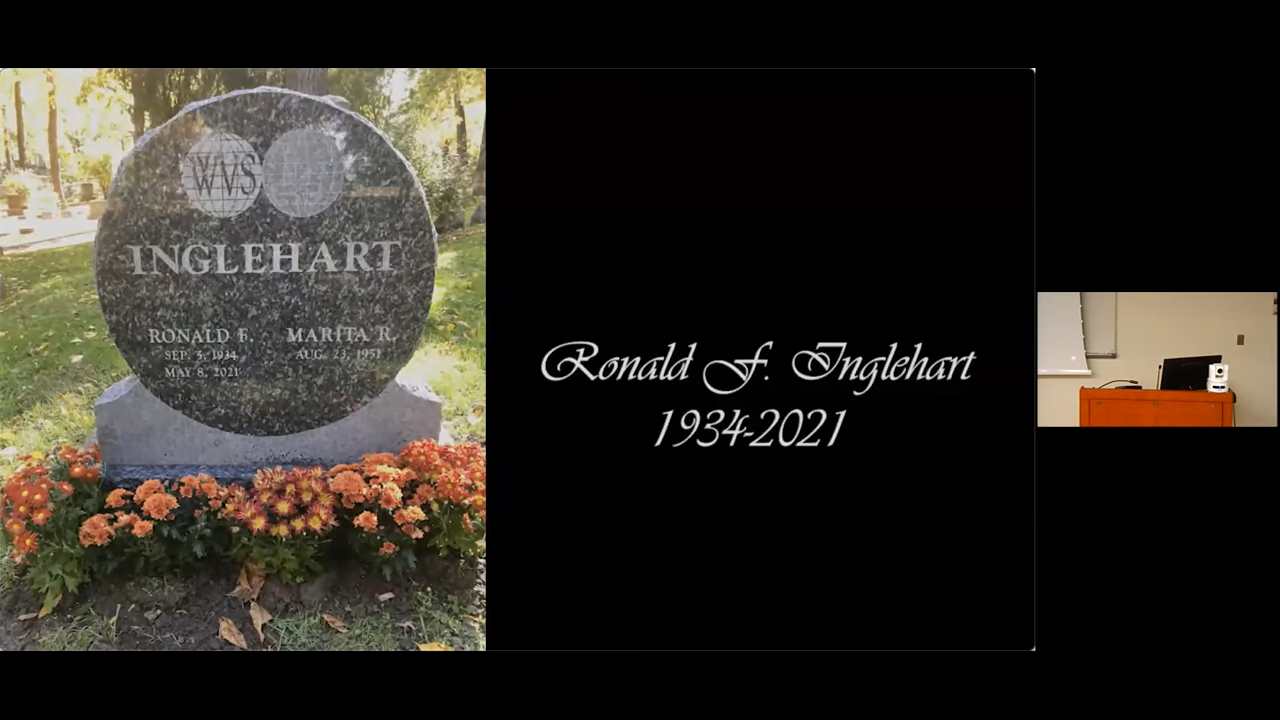 WVS
INGLEHART
RONALD F. MARITA R.
SEP. 5, 1934 AUG. 23, 1951
MAY 8, 2021
Ronald F. Inglehart
1934-2021